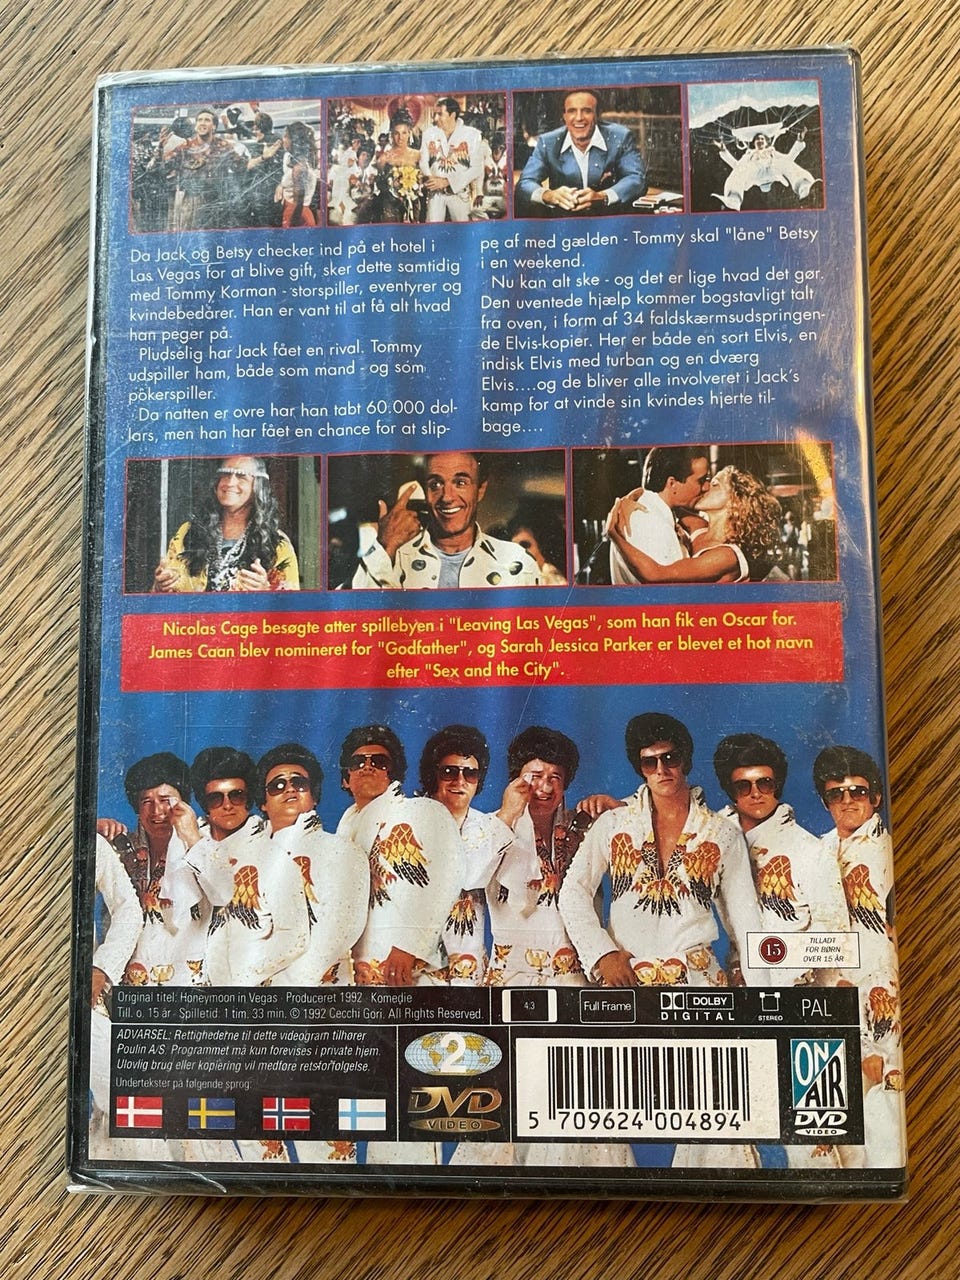 Da Jack og Betsy checker ind på et hotel i
Las Vegas for at blive gift, sker dette samtidig
med Tommy Korman - storspiller, eventyrer og
kvindebedårer. Han er vant til at få alt hvad
han peger på.
Pludselig har Jack fået en rival. Tommy
udspiller ham, både som mand - og som
pokerspiller.
Da natten er ovre har han tabt 60.000 dol-
lars, men han har fået en chance for at slip-
pe af med gælden - Tommy skal "låne" Betsy
i en weekend.
Nu kan alt ske - og det er lige hvad det gør.
Den uventede hjælp kommer bogstavligt talt
fra oven, i form af 34 faldskærmsudspringen-
de Elvis-kopier. Her er både en sort Elvis, en
indisk Elvis med turban og en dværg
Elvis....og de bliver alle involveret i Jack's
kamp for at vinde sin kvindes hjerte til-
bage....
Nicolas Cage besøgte atter spillebyen i "Leaving Las Vegas", som han fik en Oscar for.
James Caan blev nomineret for "Godfather", og Sarah Jessica Parker er blevet et hot navn
efter "Sex and the City".
15
TILLADT
FOR BØRN
OVER 15 ÅR
Original titel: Honeymoon in Vegas · Produceret 1992 · Komedie
Till. o. 15 år · Spilletid: 1 tim. 33 min. © 1992 Cecchi Gori. All Rights Reserved.
4:3
Full Frame
DOLBY
DIGITAL
STEREO
PAL
ADVARSEL: Rettighederne til dette videogram tilhører
Poulin A/S. Programmet må kun forevises i privat hjem.
Ulovlig brug eller kopiering vil medføre retsforfølgelse.
Undertekster på følgende sprog:
2
DVD
VIDEO
5 709624 004894
ON
AIR
DVD
VIDEO